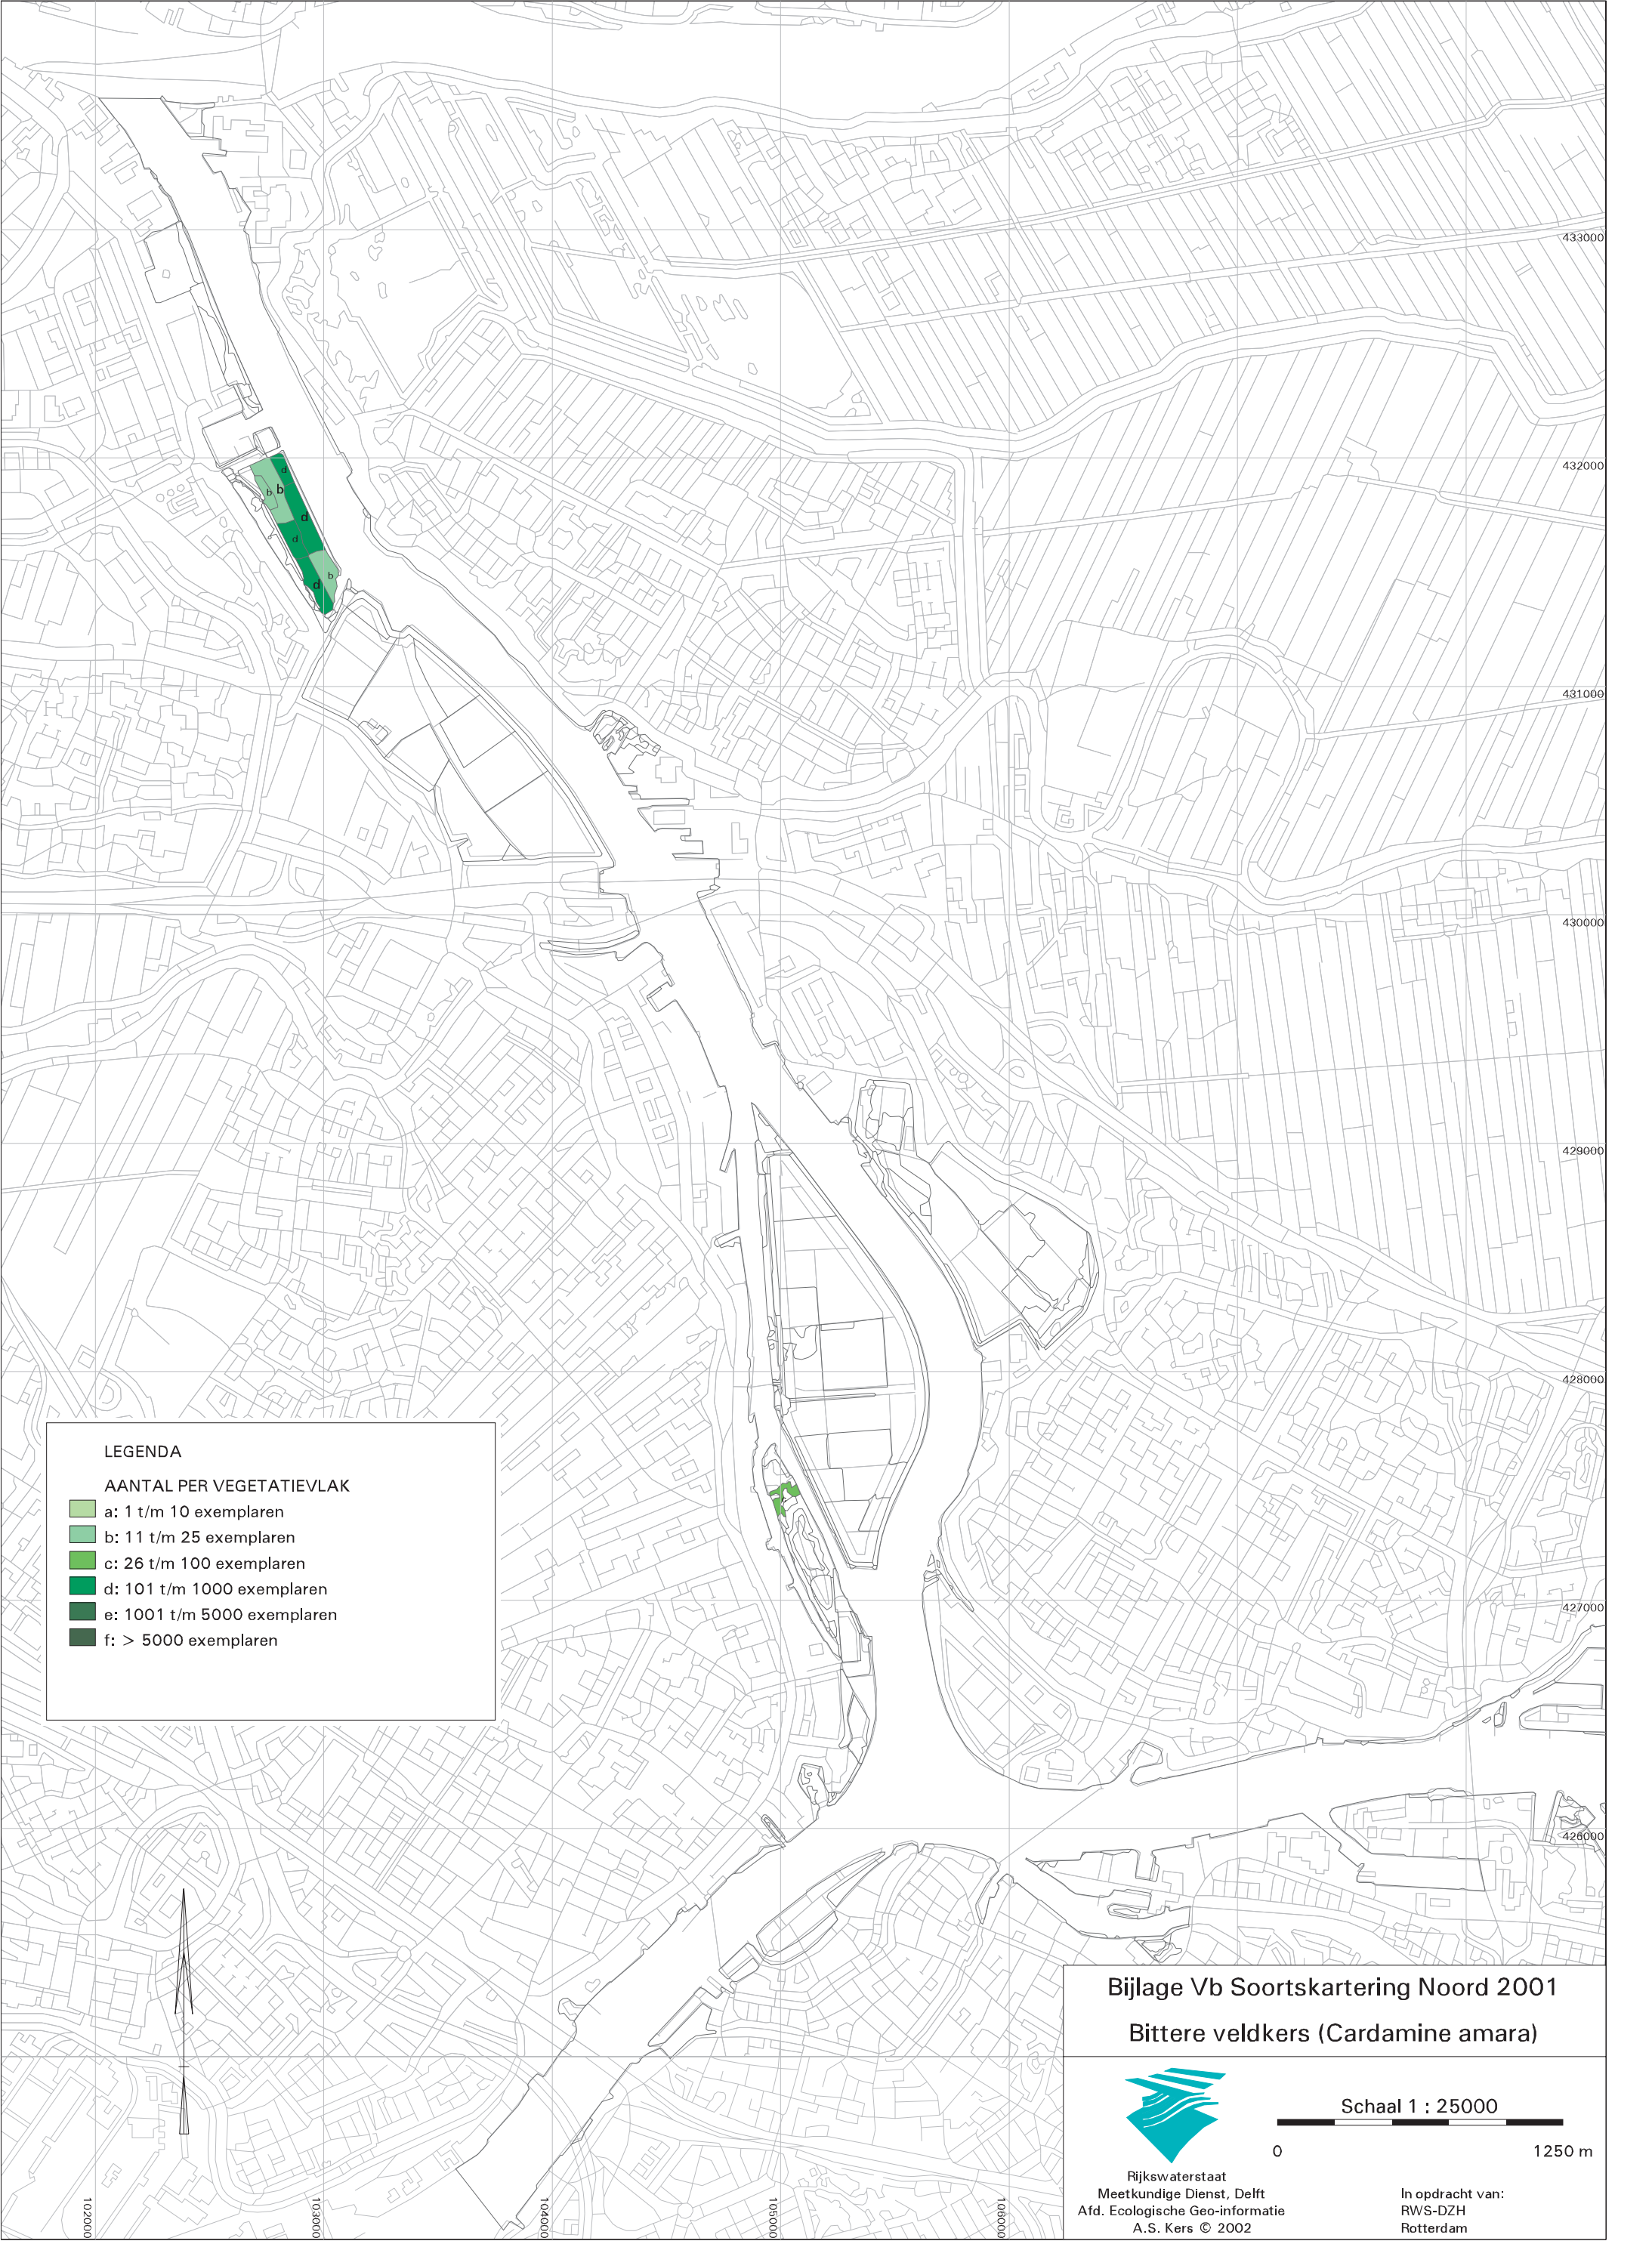 433000
432000
d
b
b
d
d
b
d
431000
430000
429000
428000
LEGENDA
AANTAL PER VEGETATIEVLAK
a: 1 t/m 10 exemplaren
b: 11 t/m 25 exemplaren
c: 26 t/m 100 exemplaren
d: 101 t/m 1000 exemplaren
e: 1001 t/m 5000 exemplaren
f: > 5000 exemplaren
427000
426000
Bijlage Vb Soortskartering Noord 2001
Bittere veldkers (Cardamine amara)
Schaal 1 : 25000
0 1250 m
Rijkswaterstaat
Meetkundige Dienst, Delft
Afd. Ecologische Geo-informatie
A.S. Kers © 2002
In opdracht van:
RWS-DZH
Rotterdam
102000
103000
104000
105000
106000